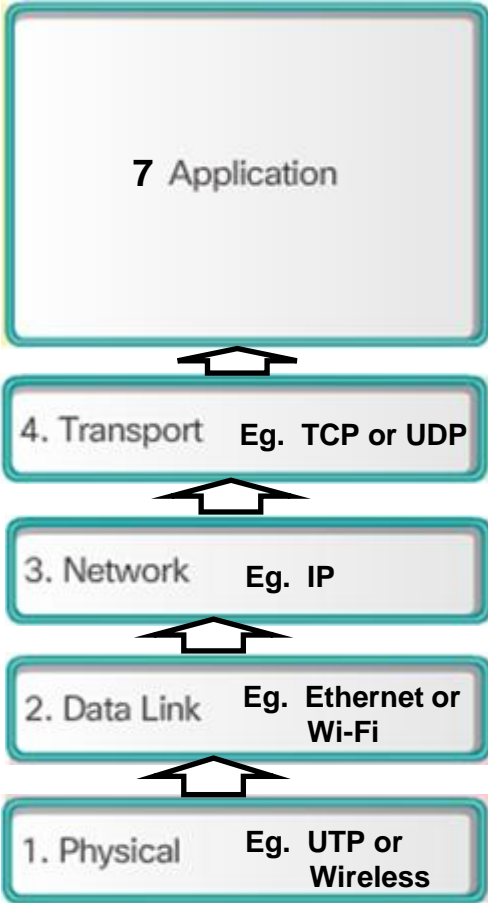 7 Application
4. Transport Eg. TCP or UDP
3. Network Eg. IP
2. Data Link Eg. Ethernet or
Wi-Fi
1. Physical Eg. UTP or
Wireless